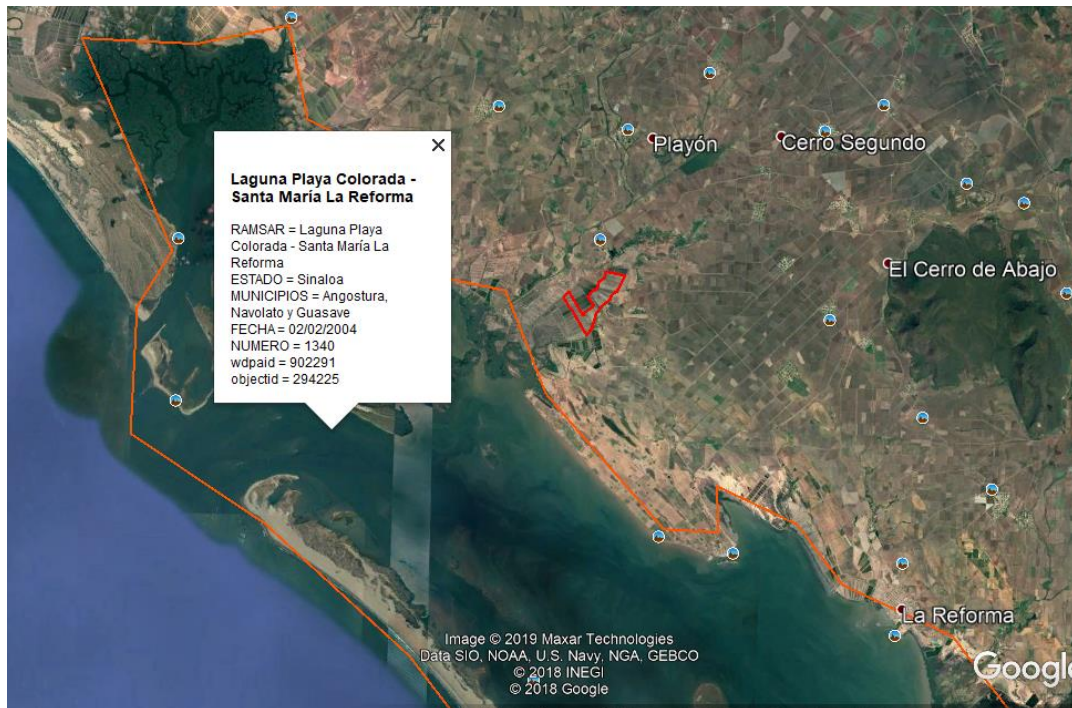 Playón
Cerro Segundo
Laguna Playa Colorada -
Santa María La Reforma
RAMSAR = Laguna Playa
Colorada - Santa María La
Reforma
ESTADO = Sinaloa
MUNICIPIOS = Angostura,
Navolato y Guasave
FECHA = 02/02/2004
NUMERO = 1340
wdpaid = 902291
objectid = 294225
El Cerro de Abajo
La Reforma
Image © 2019 Maxar Technologies
Data SIO, NOAA, U.S. Navy, NGA, GEBCO
© 2018 INEGI
© 2018 Google
Google